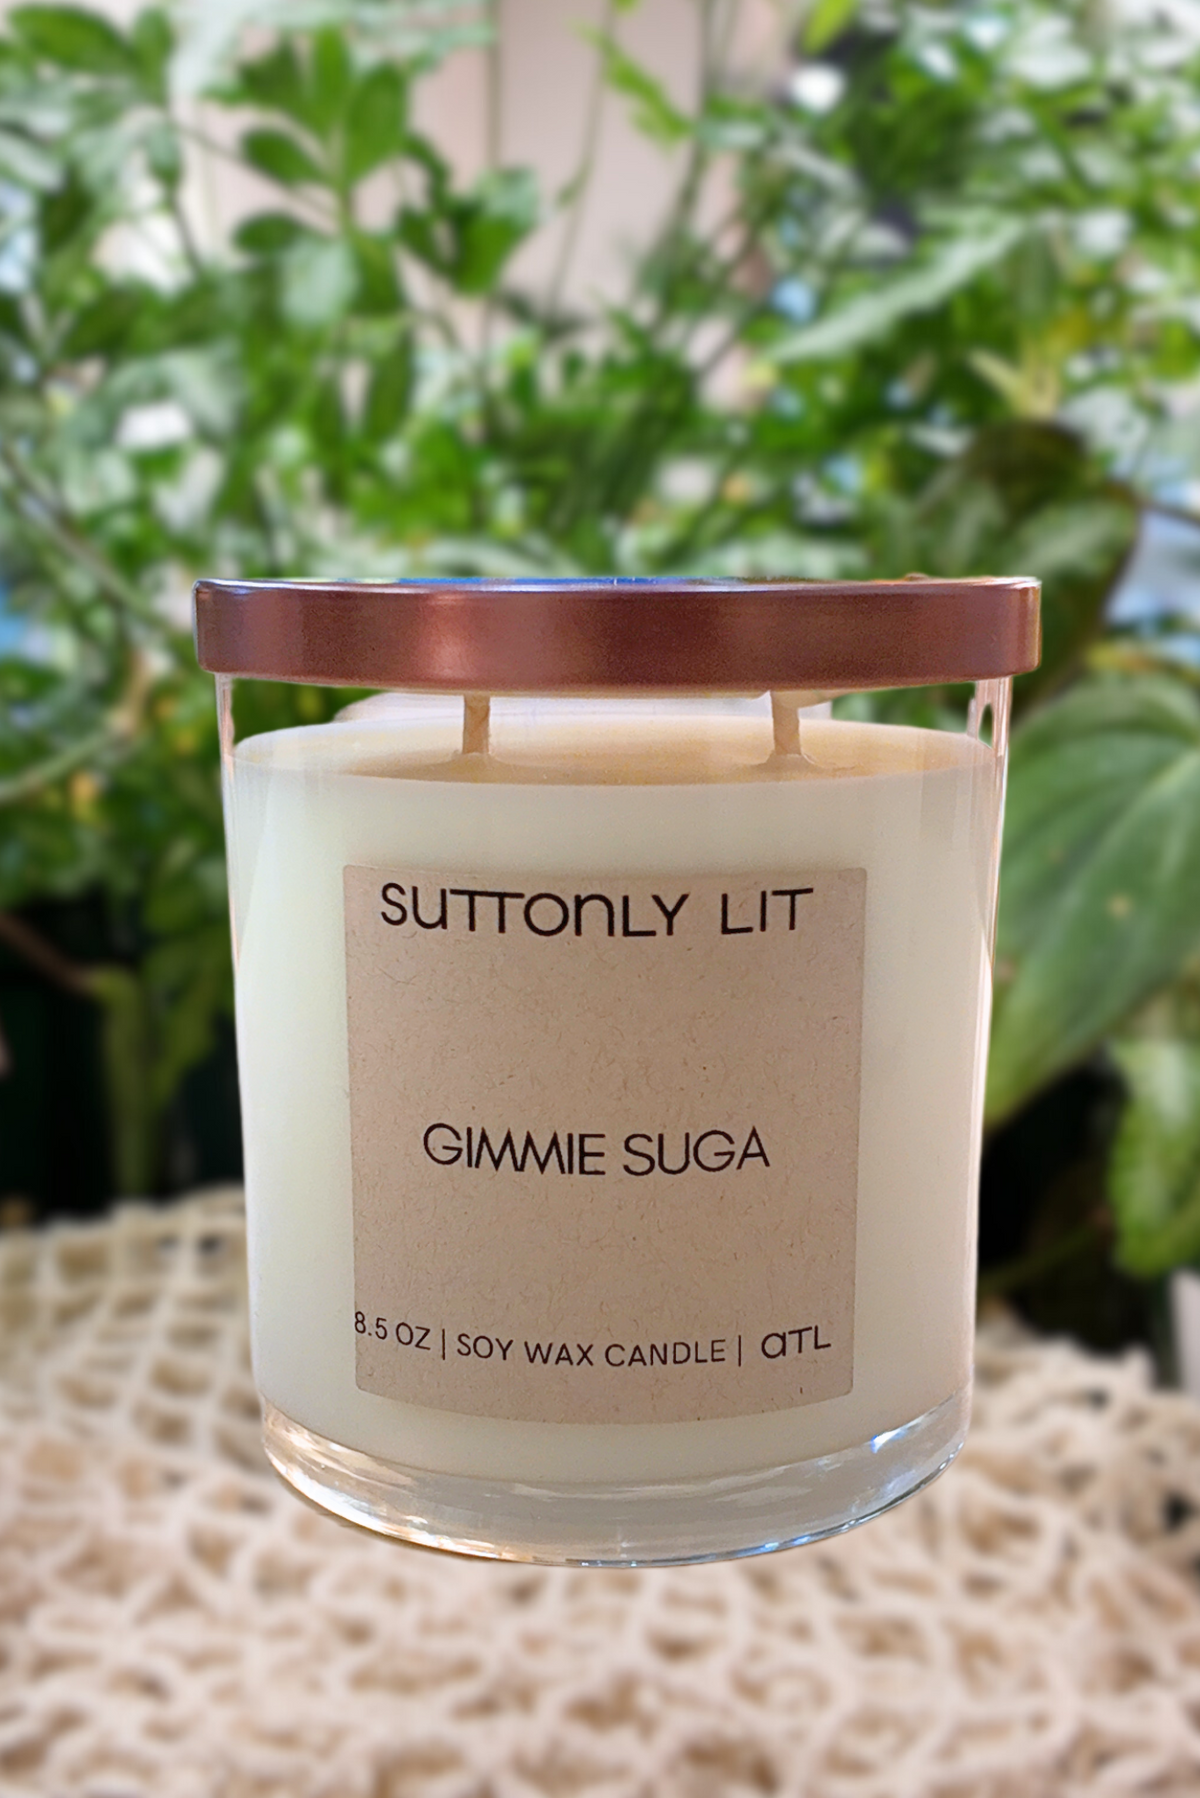 SUTTONLY LIT
GIMMIE SUGA
8.5 OZ | SOY WAX CANDLE | ATL